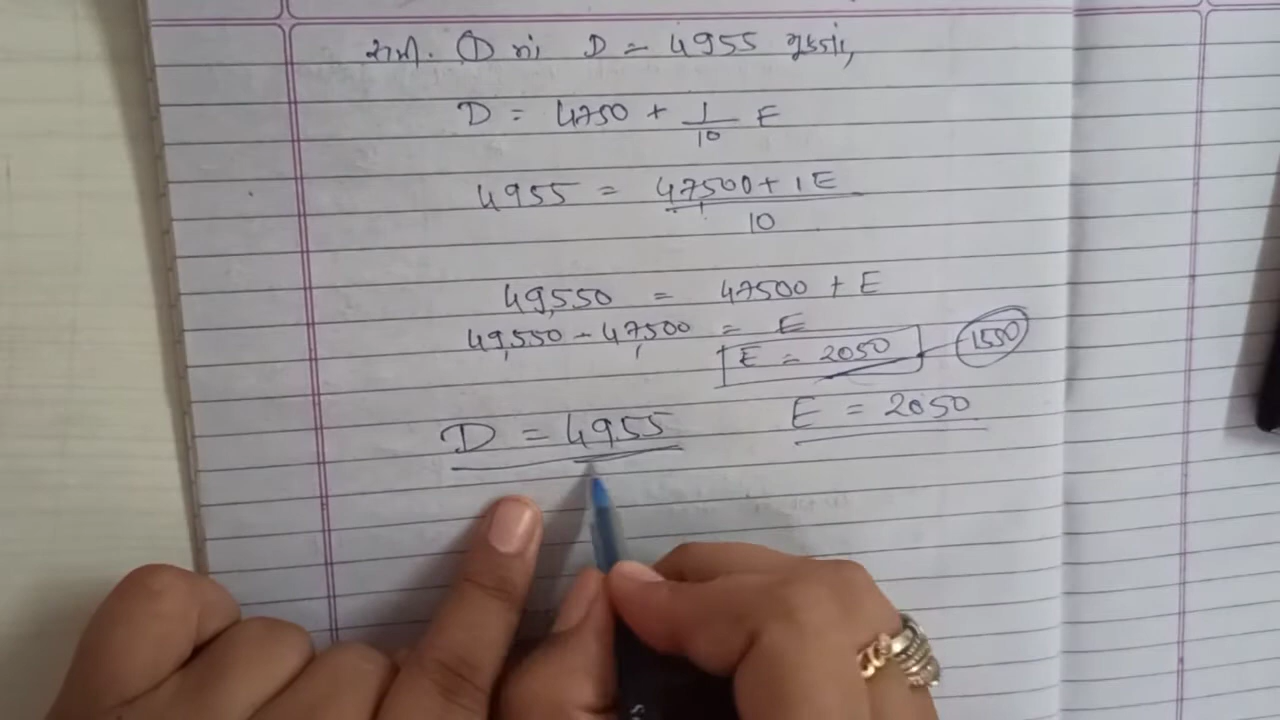 સમી. ① માં D = 4955 મુકતાં,
D = 4750 + 1/10 E
4955 = 47500 + 1E / 10
49,550 = 47500 + E
49,550 - 47,500 = E
E = 2050 1550
D = 4955 E = 2050